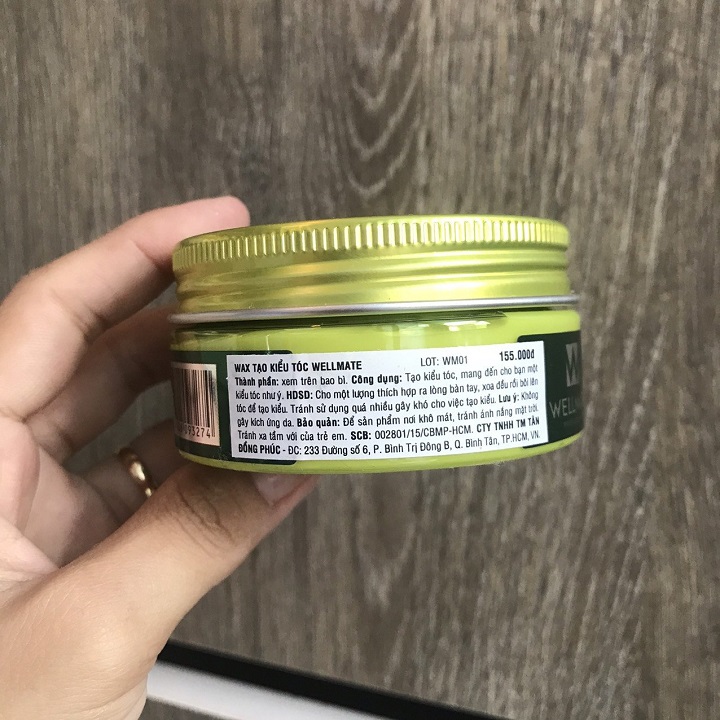 WAX TẠO KIỂU TÓC WELLMATE LOT: WM01 155.000đ
Thành phần: xem trên bao bì. Công dụng: Tạo kiểu tóc, mang đến cho bạn một
kiểu tóc như ý. HDSD: Cho một lượng thích hợp ra lòng bàn tay, xoa đều rồi bôi lên
tóc để tạo kiểu. Tránh sử dụng quá nhiều gây khó cho việc tạo kiểu. Lưu ý: Không
gây kích ứng da. Bảo quản: Để sản phẩm nơi khô mát, tránh ánh nắng mặt trời.
Tránh xa tầm với của trẻ em. SCB: 002801/15/CBMP-HCM. CTY TNHH TM TÂN
ĐỒNG PHÚC - ĐC: 233 Đường số 6, P. Bình Trị Đông B, Q. Bình Tân, TP.HCM, VN.